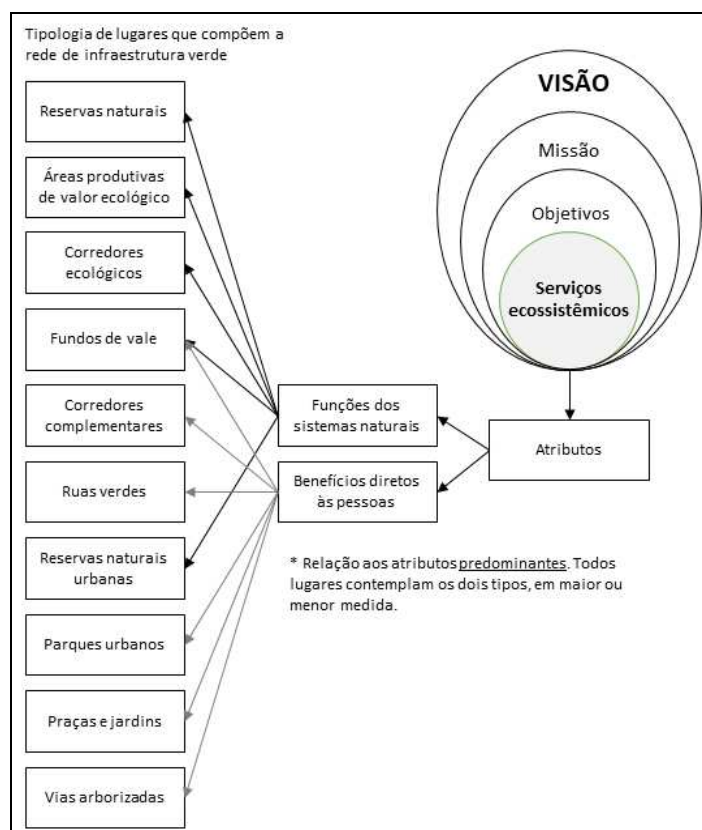 Tipologia de lugares que compõem a
rede de infraestrutura verde
Reservas naturais
Áreas produtivas
de valor ecológico
Corredores
ecológicos
Fundos de vale
Corredores
complementares
Ruas verdes
Reservas naturais
urbanas
Parques urbanos
Praças e jardins
Vias arborizadas
Funções dos
sistemas naturais
Benefícios diretos
às pessoas
* Relação aos atributos predominantes. Todos
lugares contemplam os dois tipos, em maior ou
menor medida.
VISÃO
Missão
Objetivos
Serviços
ecossistêmicos
Atributos